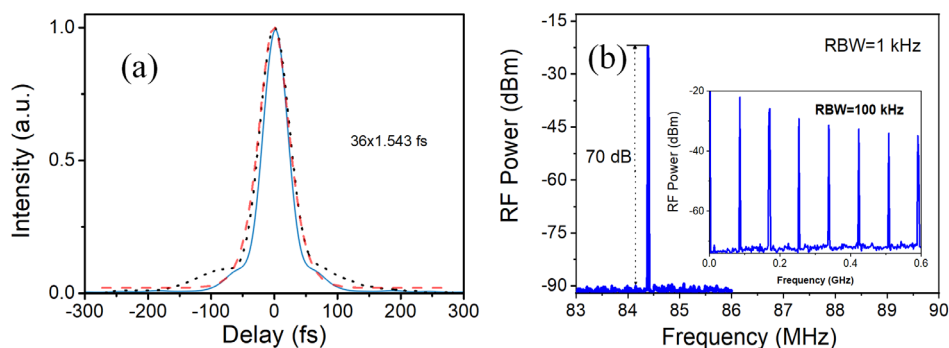 (a)
Intensity (a.u.)
1.0
0.5
0.0
36x1.543 fs
-300 -200 -100 0 100 200 300
Delay (fs)
(b)
RF Power (dBm)
-15
-30
-45
-60
-75
-90
70 dB
RBW=1 kHz
83 84 85 86 87 88 89 90
Frequency (MHz)
RBW=100 kHz
RF Power (dBm)
-20
-40
-60
0.0 0.2 0.4 0.6
Frequency (GHz)